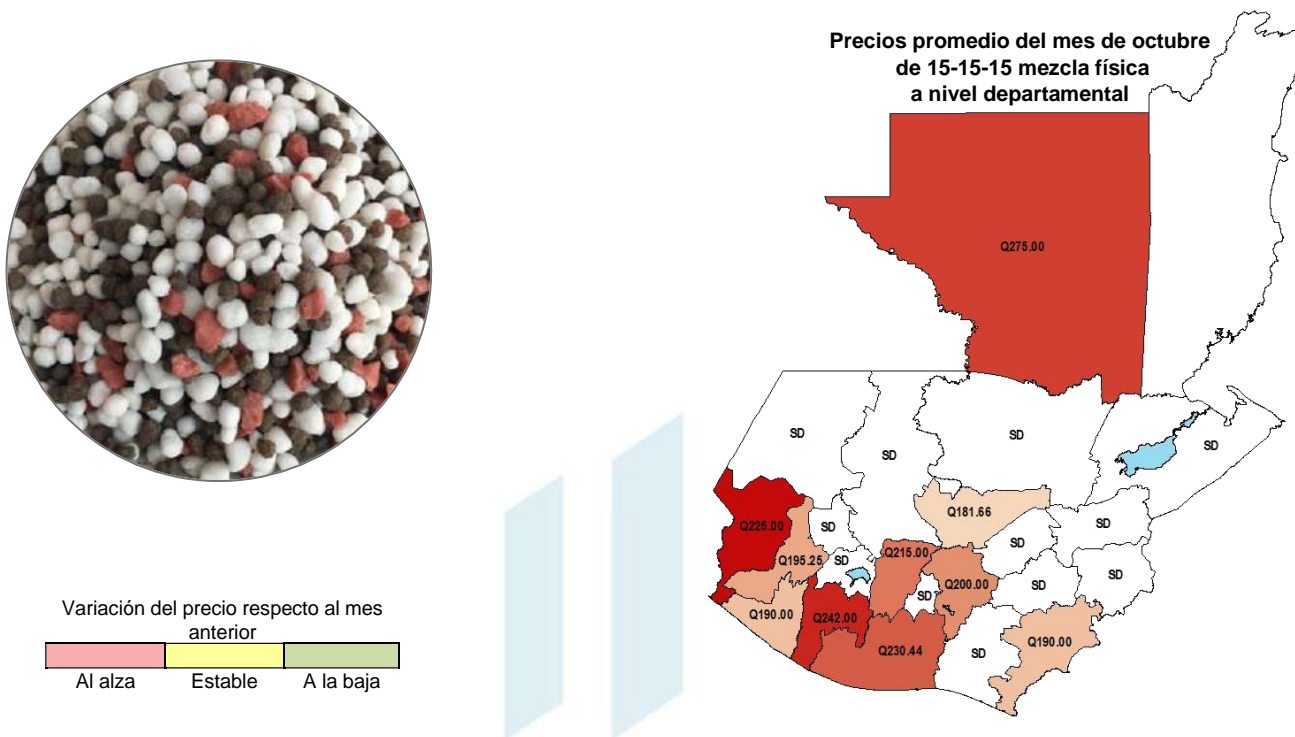 Precios promedio del mes de octubre
de 15-15-15 mezcla física
a nivel departamental
Q275.00
SD
SD
SD
SD
Q225.00
SD
Q181.66
SD
Q195.25
SD
Q215.00
SD
SD
Q190.00
Q242.00
SD
Q200.00
SD
Q230.44
SD
Q190.00
Variación del precio respecto al mes
anterior
Al alza
Estable
A la baja